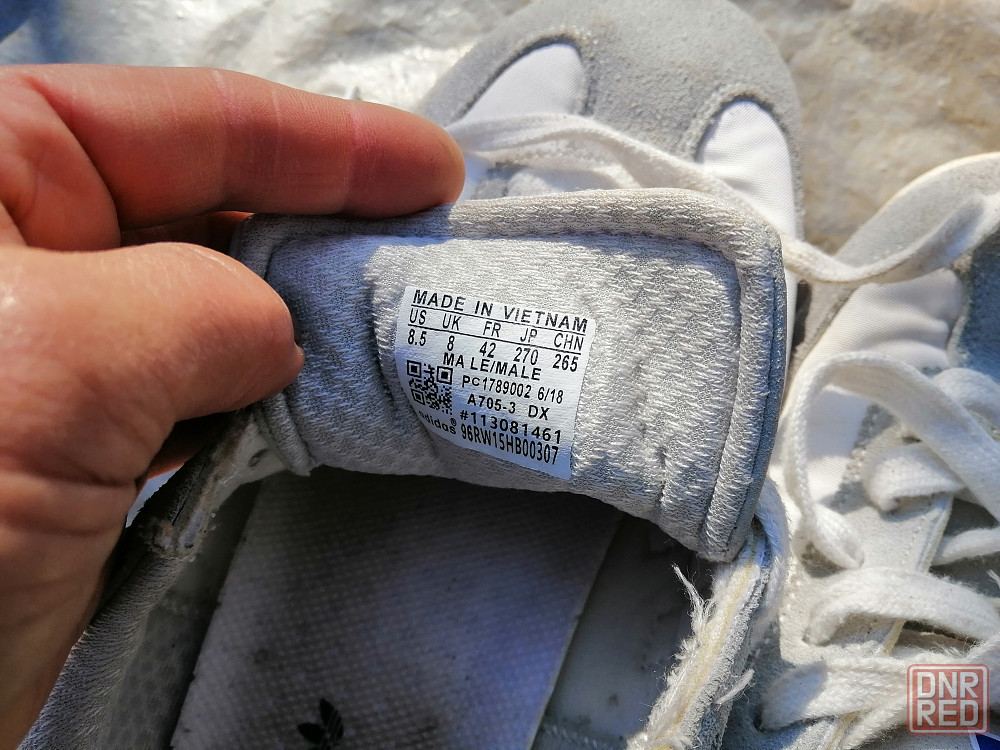 MADE IN VIETNAM
US UK FR JP CHN
8.5 8 42 270 265
MALE/MALE
PC1789002 6/18
A705-3 DX
#113081461
adidas® 96RW15HB00307
DNR
RED